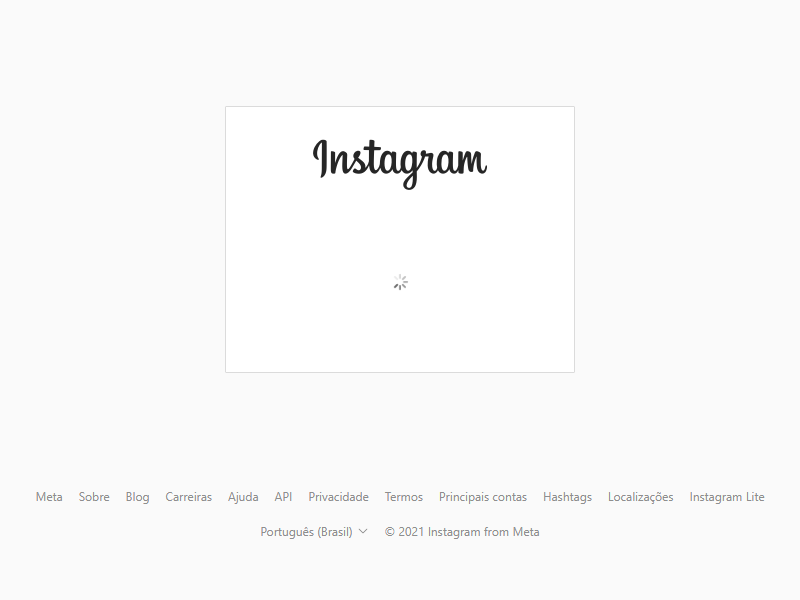 Instagram
Meta Sobre Blog Carreiras Ajuda API Privacidade Termos Principais contas Hashtags Localizações Instagram Lite
Português (Brasil) © 2021 Instagram from Meta